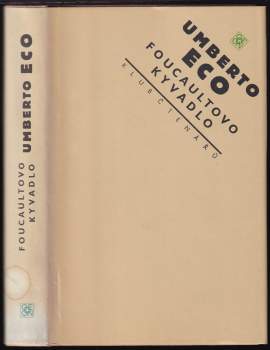 UMBERTO
ECO
FOUCAULTOVO
KYVADLO
KLUB ČTENÁŘŮ
FOUCAULTOVO
KYVADLO
UMBERTO ECO